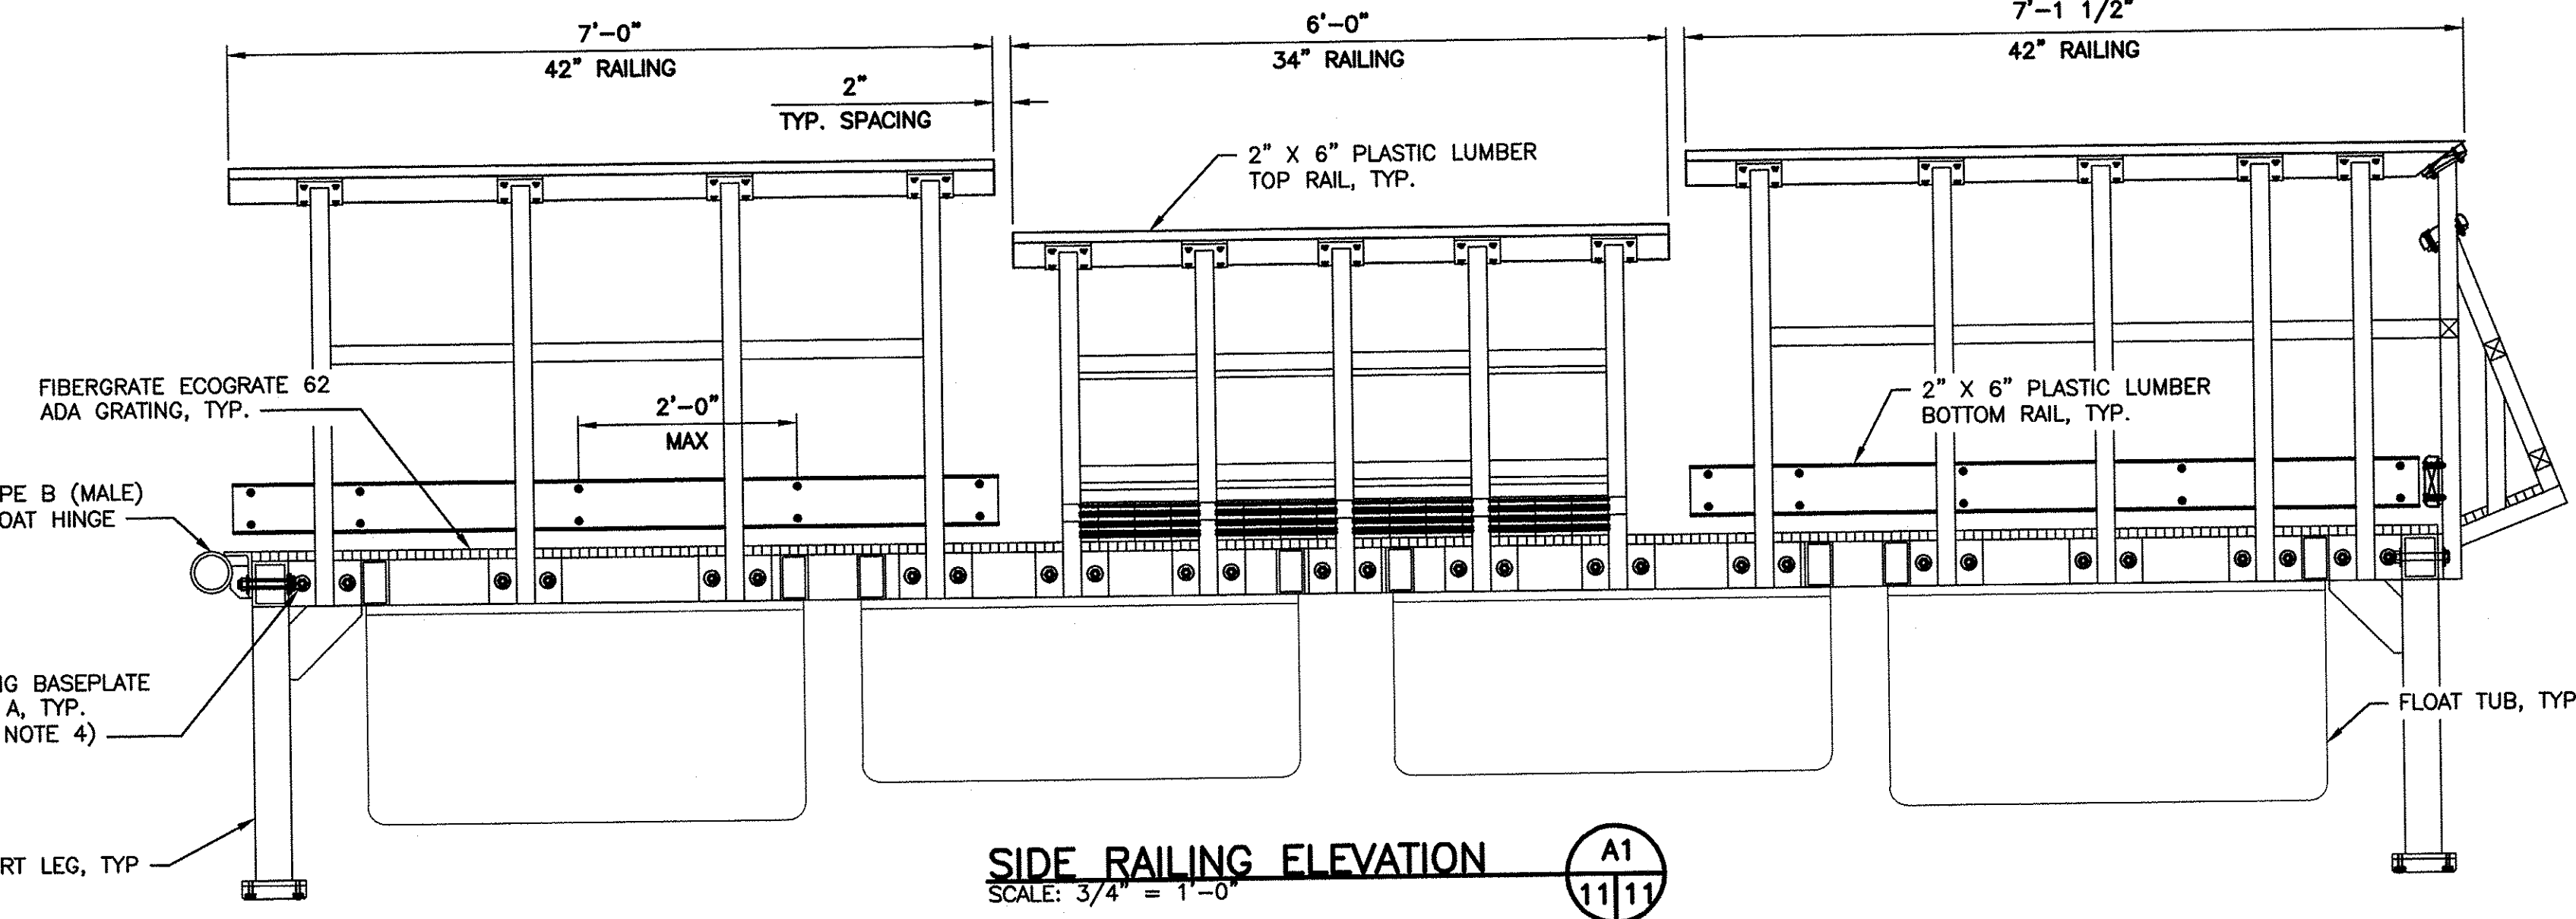 7'-0"
42" RAILING
2"
TYP. SPACING
6'-0"
34" RAILING
7'-1 1/2"
42" RAILING
2" X 6" PLASTIC LUMBER
TOP RAIL, TYP.
FIBERGRATE ECOGRATE 62
ADA GRATING, TYP.
2'-0"
MAX
2" X 6" PLASTIC LUMBER
BOTTOM RAIL, TYP.
PE B (MALE)
OAT HINGE
G BASEPLATE
A, TYP.
NOTE 4)
RT LEG, TYP
FLOAT TUB, TYP
SIDE RAILING ELEVATION
SCALE: 3/4" = 1'-0"
A1
11 11